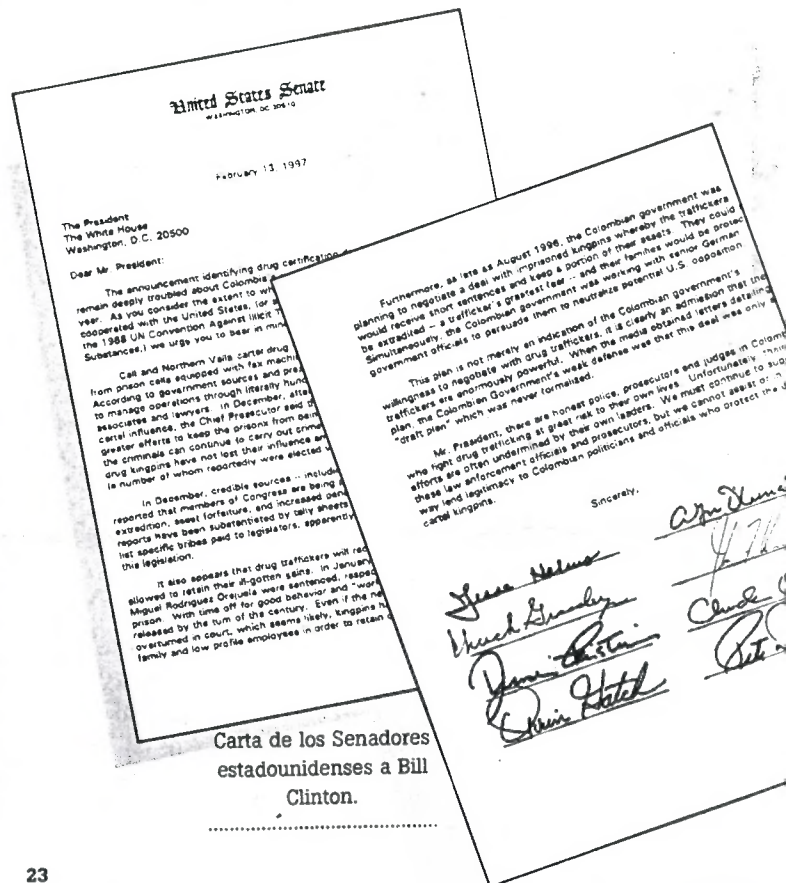 United States Senate
WASHINGTON, DC 20510
February 13, 1997
The President
The White House
Washington, D.C. 20500
Dear Mr. President:
The announcement identifying drug certification
remain deeply troubled about Colombia
year. As you consider the extent to
cooperated with the United States, for
the 1988 UN Convention Against Illicit
Substances,) we urge you to bear in
Cali and Northern Valle cartel drug
from prison cells equipped with fax
According to government sources and
to manage operations through literally
associates and lawyers. In December,
cartel influence, the Chief Prosecutor said
greater efforts to keep the prisons from
the criminals can continue to carry out
drug kingpins have not lost their influence
(a number of whom reportedly were elected
In December, credible sources --
reported that members of Congress are being
extradition, asset forfeiture, and increased
reports have been substantiated by tally sheets
list specific bribes paid to legislators, apparently
this legislation.
It also appears that drug traffickers will
allowed to retain their ill-gotten gains. In
Miguel Rodriguez Orejuela were sentenced,
prison. With time off for good behavior and
released by the turn of the century. Even if the
overturned in court, which seems likely, kingpins
family and low profile employees in order to retain
Furthermore, as late as August 1996, the Colombian government was
planning to negotiate a deal with imprisoned kingpins whereby the traffickers
would receive short sentences and keep a portion of their assets. They could
be extradited -- a trafficker's greatest fear -- and their families would be
Simultaneously, the Colombian government was working with senior German
government officials to persuade them to neutralize potential U.S. opposition
This plan is not merely an indication of the Colombian government's
willingness to negotiate with drug traffickers, it is clearly an admission that the
traffickers are enormously powerful. When the media obtained letters detailing
plan, the Colombian Government's weak defense was that this deal was only a
"draft plan" which was never formalized.
Mr. President, there are honest police, prosecutors and judges in
who fight drug trafficking at great risk to their own lives. Unfortunately,
efforts are often undermined by their own leaders. We must continue to
these law enforcement officials and prosecutors, but we cannot assist or
way lend legitimacy to Colombian politicians and officials who protect the
cartel kingpins.
Sincerely,
Jesse Helms
Chuck Grassley
Orrin Hatch
Carta de los Senadores
estadounidenses a Bill
Clinton.
23